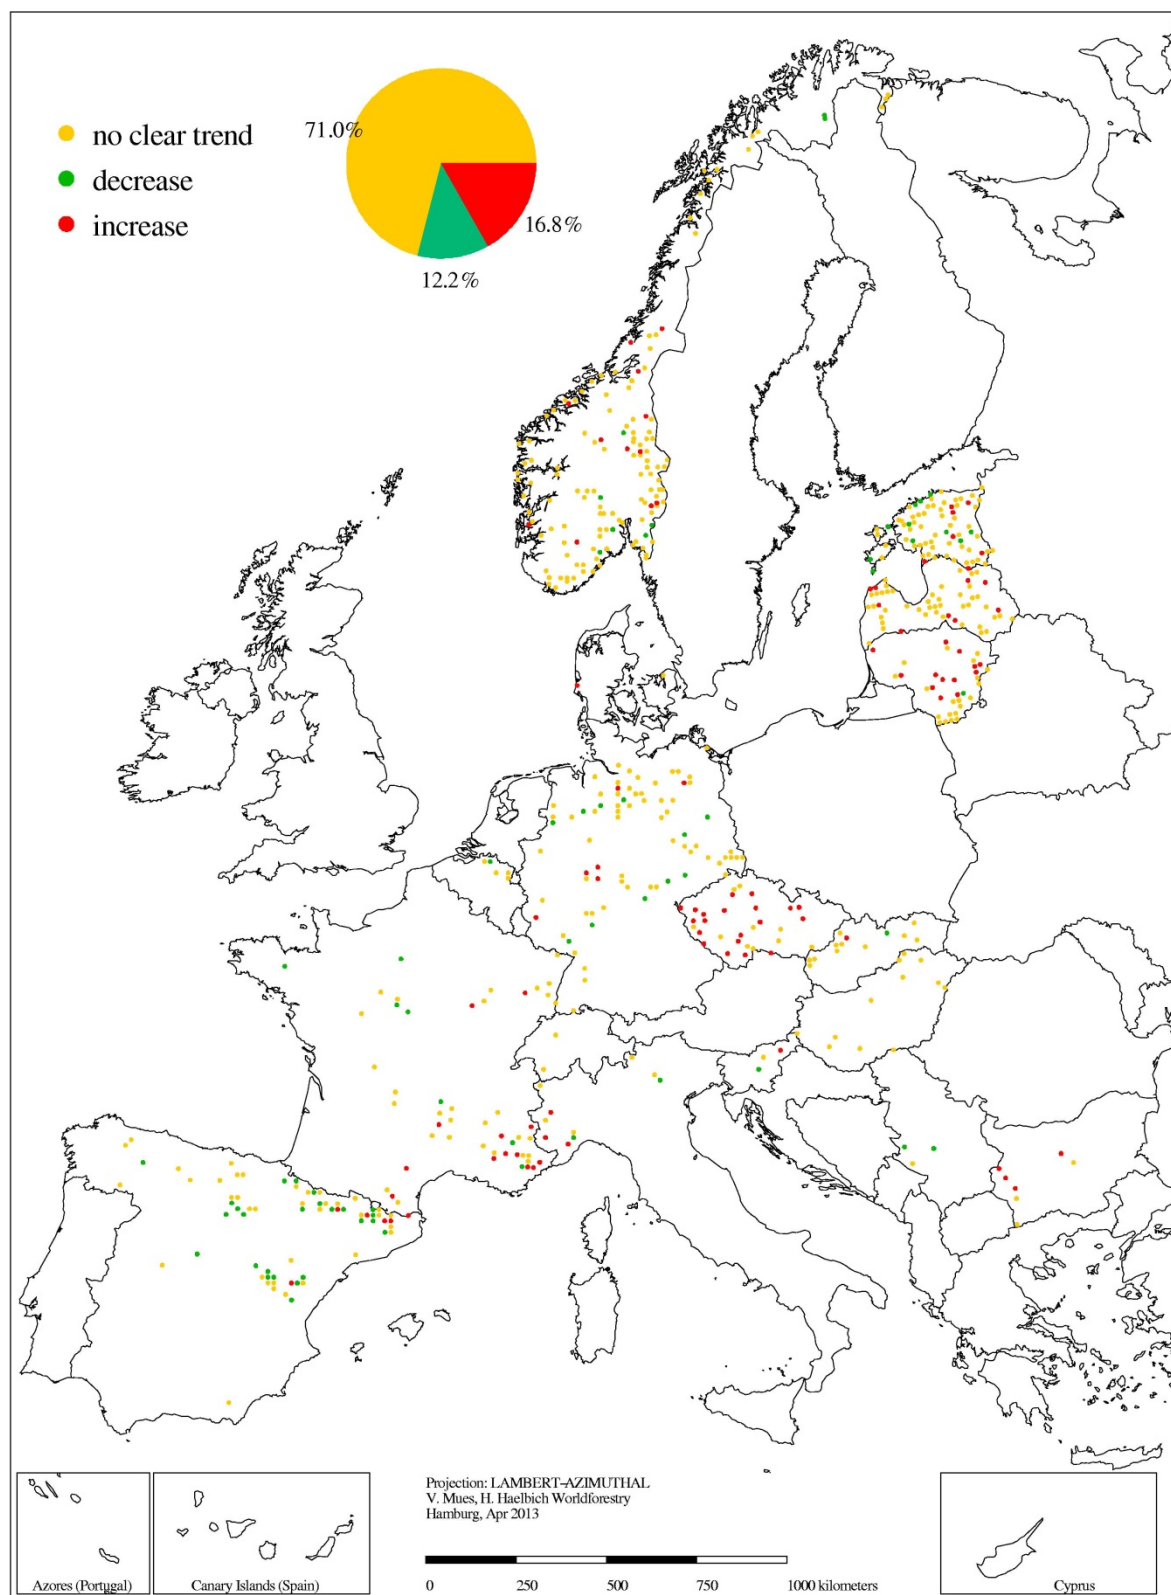 71.0%
no clear trend
decrease
increase
16.8%
12.2%
Projection: LAMBERT-AZIMUTHAL
V. Mues, H. Haelbich Worldforestry
Hamburg, Apr 2013
Azores (Portugal)
Canary Islands (Spain)
0 250 500 750 1000 kilometers
Cyprus